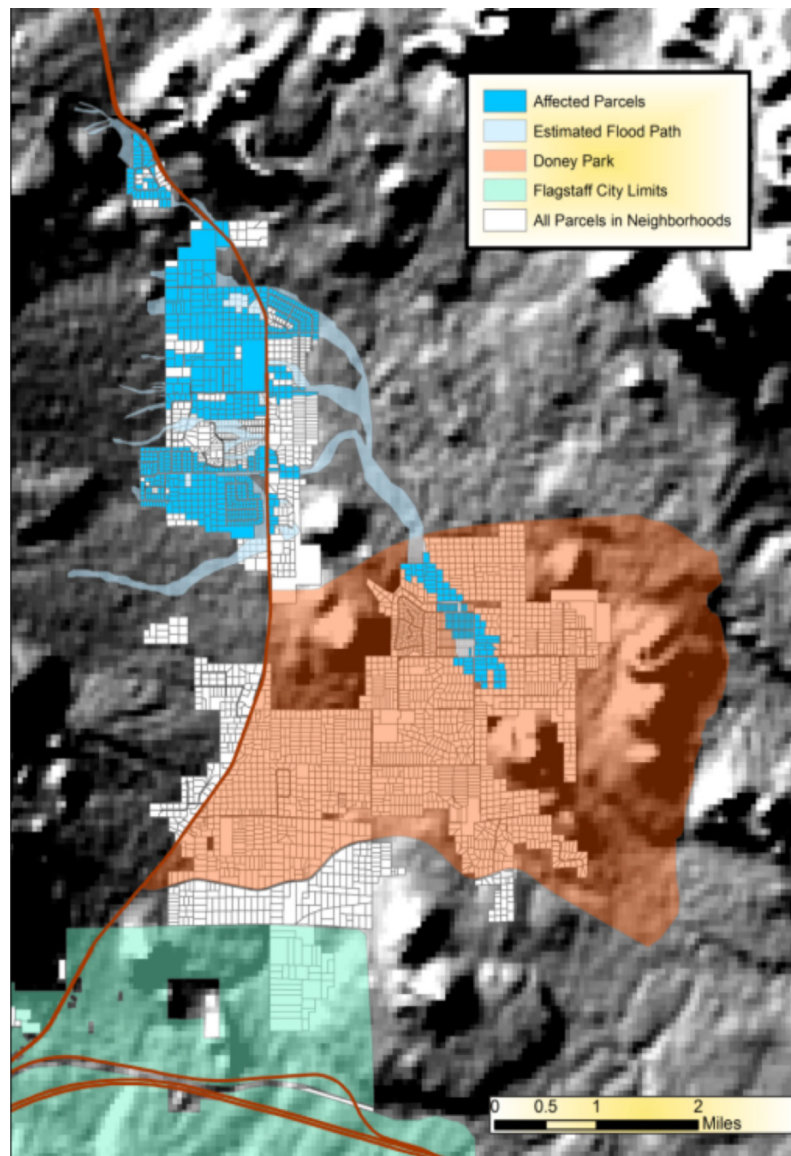 Affected Parcels
Estimated Flood Path
Doney Park
Flagstaff City Limits
All Parcels in Neighborhoods
0 0.5 1 2
Miles